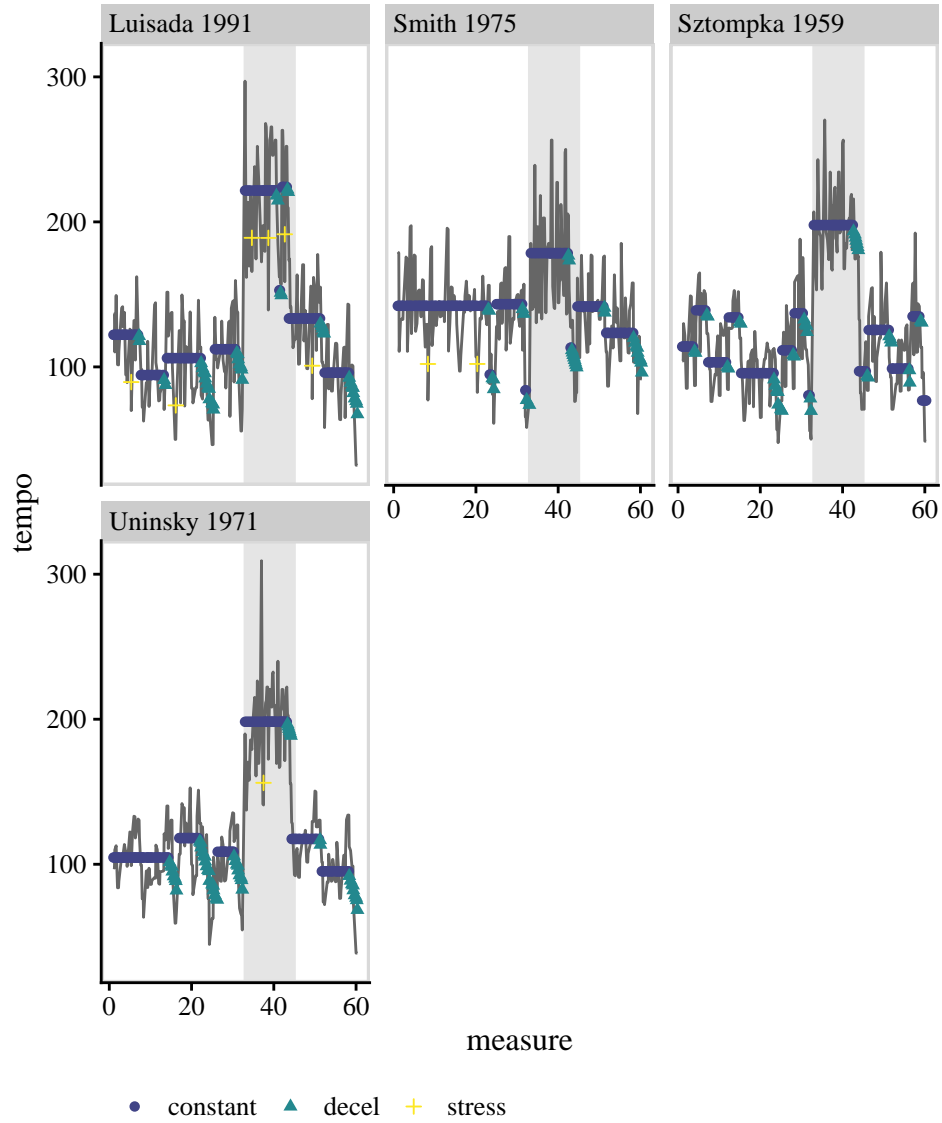 Luisada 1991
Smith 1975
Sztompka 1959
300
200
100
0 20 40 60
0 20 40 60
Uninsky 1971
300
200
100
0 20 40 60
tempo
measure
constant decel stress